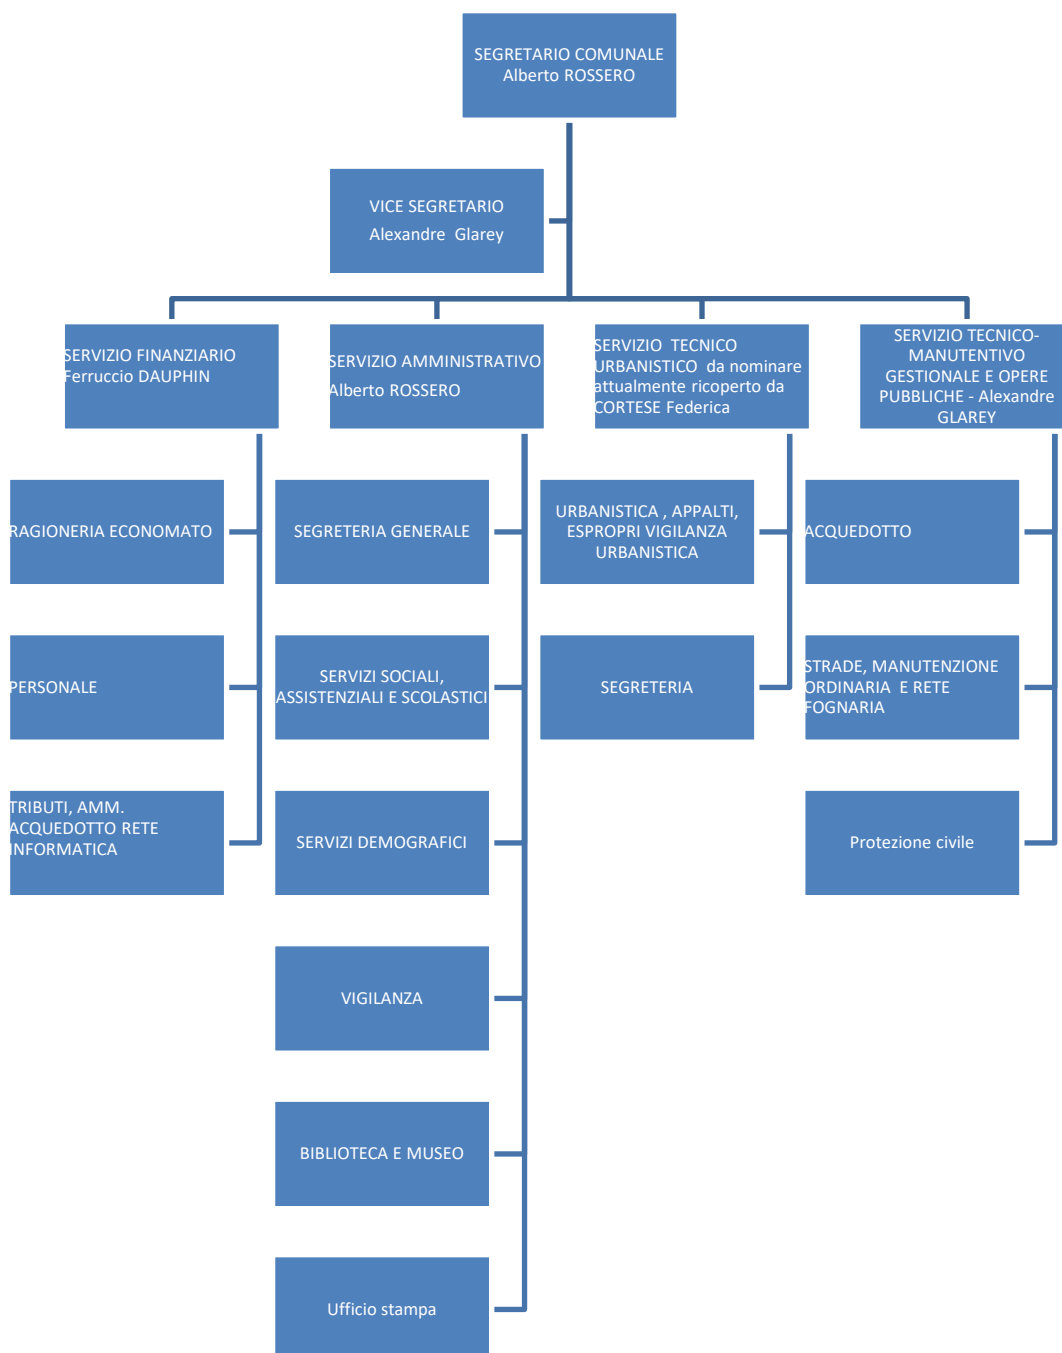 SEGRETARIO COMUNALE
Alberto ROSSERO
VICE SEGRETARIO
Alexandre Glarey
SERVIZIO FINANZIARIO
Ferruccio DAUPHIN
SERVIZIO AMMINISTRATIVO
Alberto ROSSERO
SERVIZIO TECNICO
URBANISTICO da nominare
attualmente ricoperto da
CORTESE Federica
SERVIZIO TECNICO-
MANUTENTIVO
GESTIONALE E OPERE
PUBBLICHE - Alexandre
GLAREY
RAGIONERIA ECONOMATO
PERSONALE
TRIBUTI, AMM.
ACQUEDOTTO RETE
INFORMATICA
SEGRETERIA GENERALE
SERVIZI SOCIALI,
ASSISTENZIALI E SCOLASTICI
SERVIZI DEMOGRAFICI
VIGILANZA
BIBLIOTECA E MUSEO
Ufficio stampa
URBANISTICA , APPALTI,
ESPROPRI VIGILANZA
URBANISTICA
SEGRETERIA
ACQUEDOTTO
STRADE, MANUTENZIONE
ORDINARIA E RETE
FOGNARIA
Protezione civile